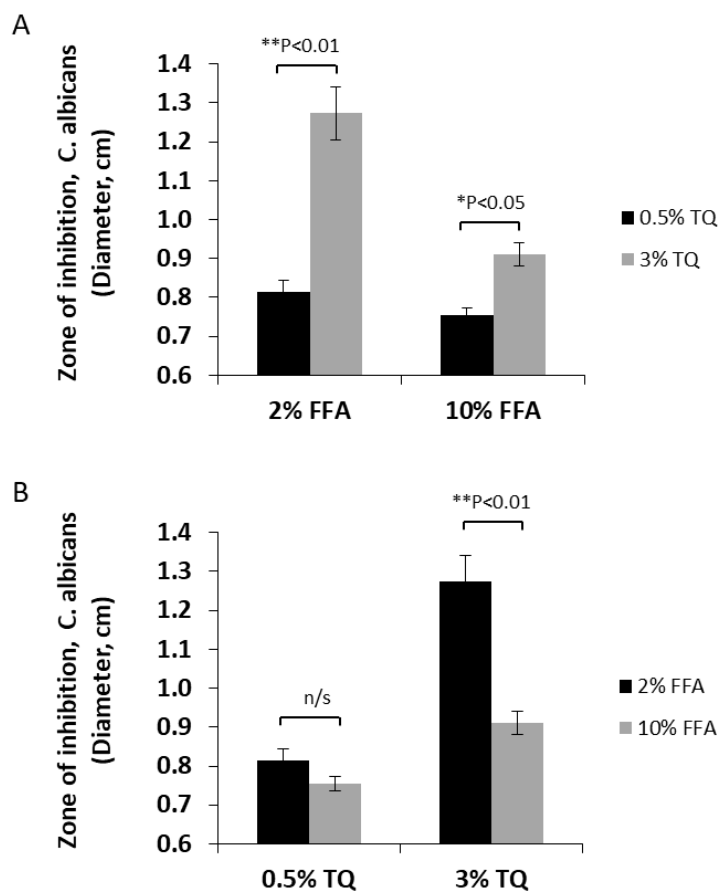 A
**P<0.01
1.4
1.3
1.2
1.1
1.0
0.9
0.8
0.7
0.6
Zone of inhibition, C. albicans
(Diameter, cm)
*P<0.05
0.5% TQ
3% TQ
2% FFA 10% FFA
B
**P<0.01
1.4
1.3
1.2
1.1
1.0
0.9
0.8
0.7
0.6
Zone of inhibition, C. albicans
(Diameter, cm)
n/s
2% FFA
10% FFA
0.5% TQ 3% TQ